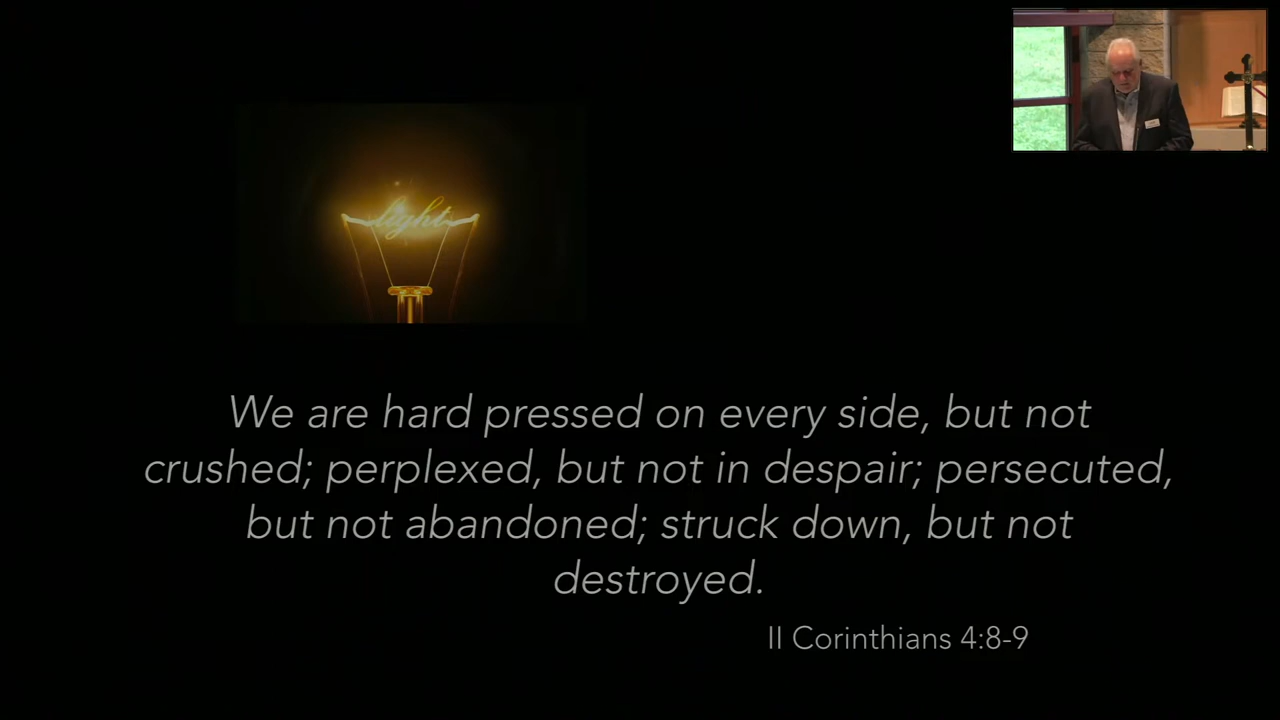 light
We are hard pressed on every side, but not
crushed; perplexed, but not in despair; persecuted,
but not abandoned; struck down, but not
destroyed.
II Corinthians 4:8-9